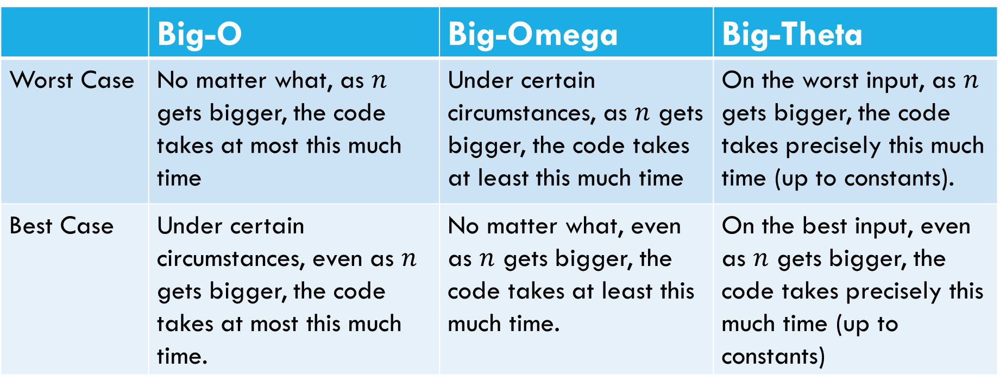 Big-O
Big-Omega
Big-Theta
Worst Case
No matter what, as n
gets bigger, the code
takes at most this much
time
Under certain
circumstances, as n gets
bigger, the code takes
at least this much time
On the worst input, as n
gets bigger, the code
takes precisely this much
time (up to constants).
Best Case
Under certain
circumstances, even as n
gets bigger, the code
takes at most this much
time.
No matter what, even
as n gets bigger, the
code takes at least this
much time.
On the best input, even
as n gets bigger, the
code takes precisely this
much time (up to
constants)